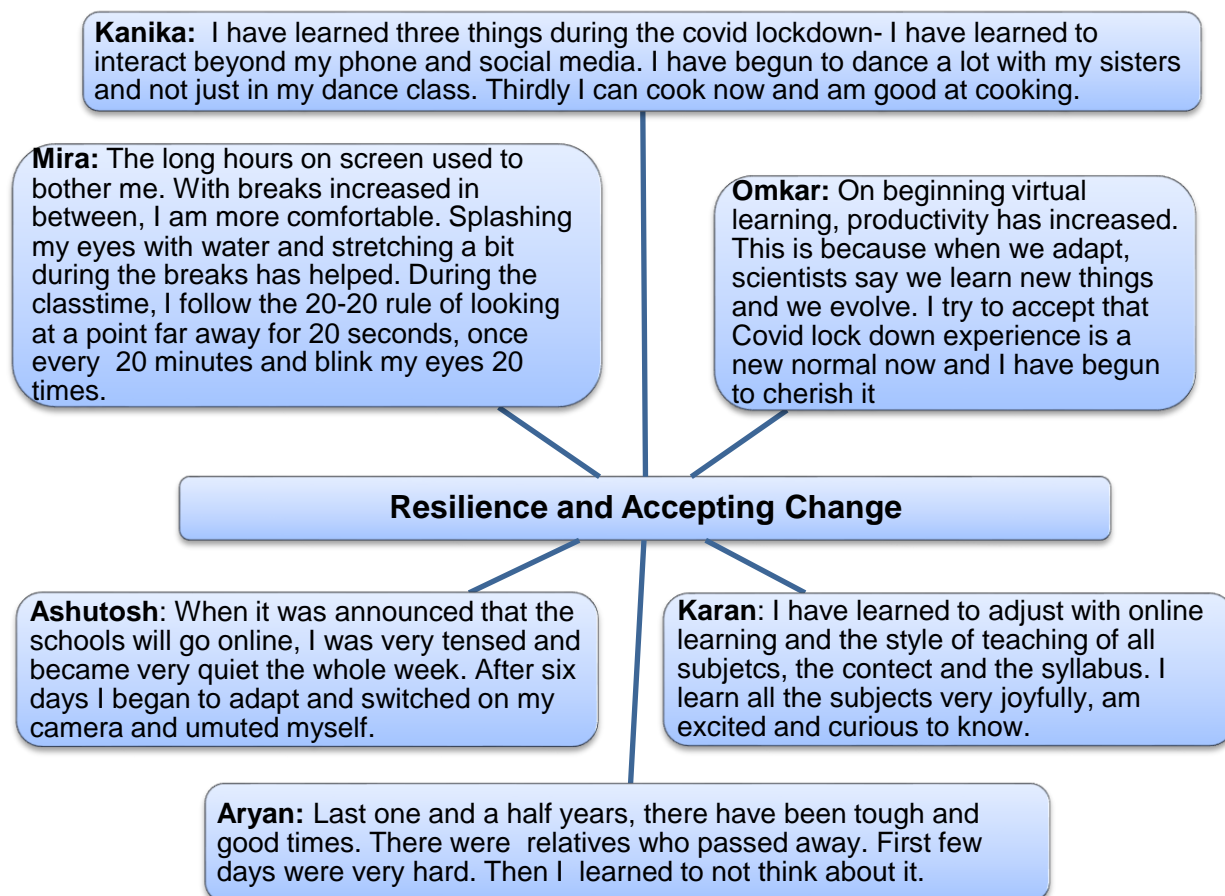 Kanika: I have learned three things during the covid lockdown- I have learned to
interact beyond my phone and social media. I have begun to dance a lot with my sisters
and not just in my dance class. Thirdly I can cook now and am good at cooking.
Mira: The long hours on screen used to
bother me. With breaks increased in
between, I am more comfortable. Splashing
my eyes with water and stretching a bit
during the breaks has helped. During the
classtime, I follow the 20-20 rule of looking
at a point far away for 20 seconds, once
every 20 minutes and blink my eyes 20
times.
Omkar: On beginning virtual
learning, productivity has increased.
This is because when we adapt,
scientists say we learn new things
and we evolve. I try to accept that
Covid lock down experience is a
new normal now and I have begun
to cherish it
Resilience and Accepting Change
Ashutosh: When it was announced that the
schools will go online, I was very tensed and
became very quiet the whole week. After six
days I began to adapt and switched on my
camera and umuted myself.
Karan: I have learned to adjust with online
learning and the style of teaching of all
subjetcs, the contect and the syllabus. I
learn all the subjects very joyfully, am
excited and curious to know.
Aryan: Last one and a half years, there have been tough and
good times. There were relatives who passed away. First few
days were very hard. Then I learned to not think about it.